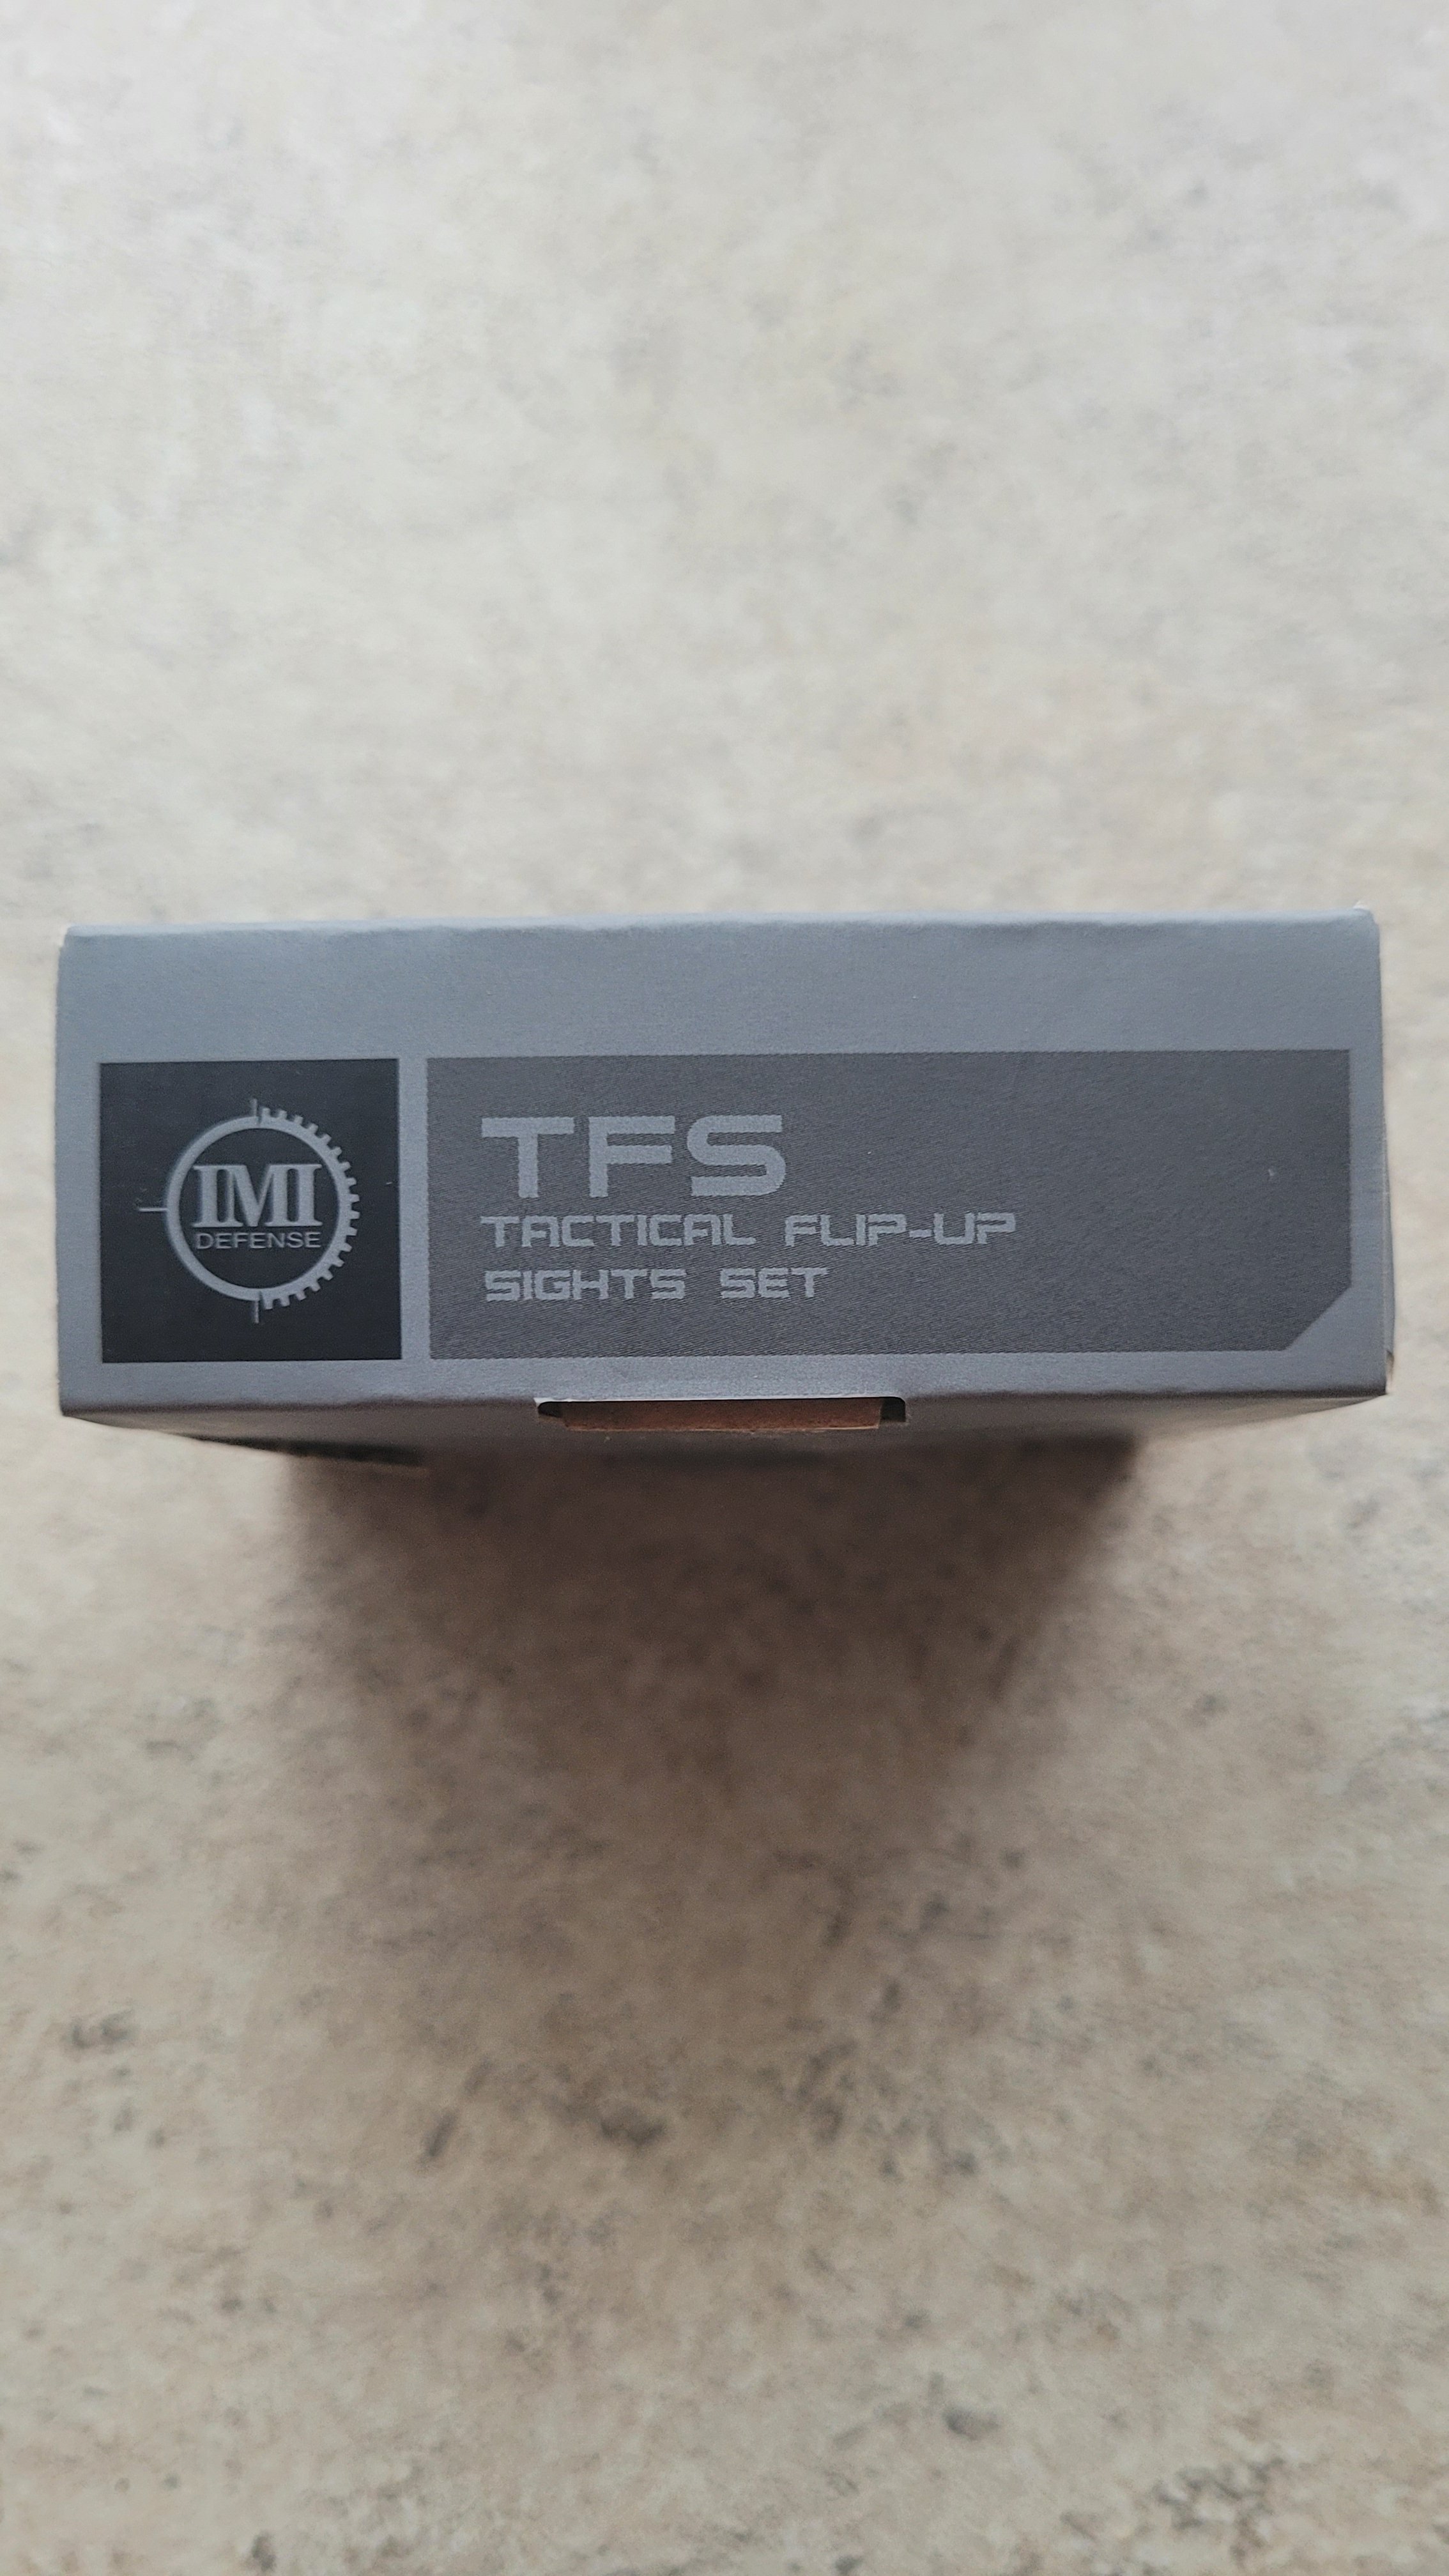 IMI
DEFENSE
TFS
TACTICAL FLIP-UP
SIGHTS SET